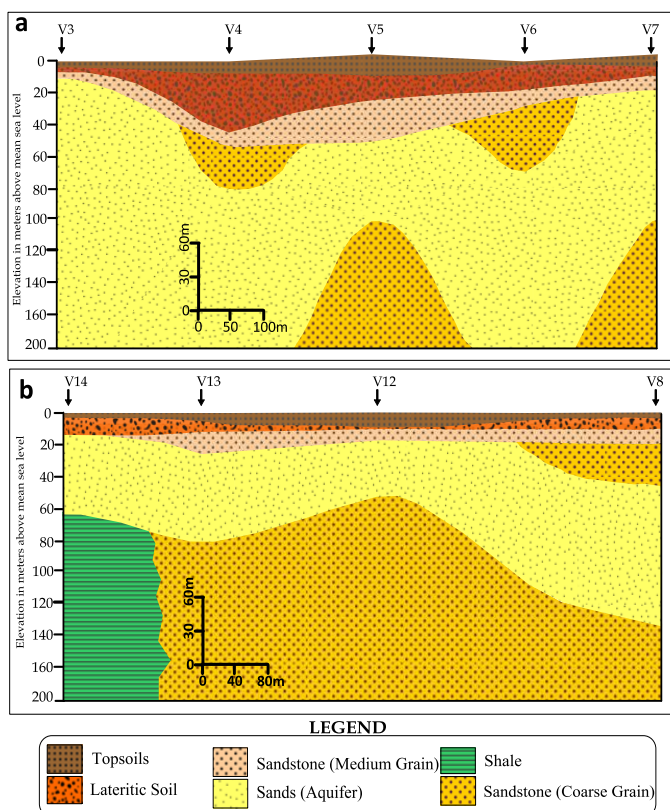 a
V3 V4 V5 V6 V7
Elevation in meters above mean sea level
0
20
40
60
80
100
120
140
160
200
60m
30
0
0 50 100m
b
V14 V13 V12 V8
Elevation in meters above mean sea level
0
20
40
60
80
100
120
140
160
200
60m
30
0
0 40 80m
LEGEND
Topsoils Sandstone (Medium Grain) Shale
Lateritic Soil Sands (Aquifer) Sandstone (Coarse Grain)